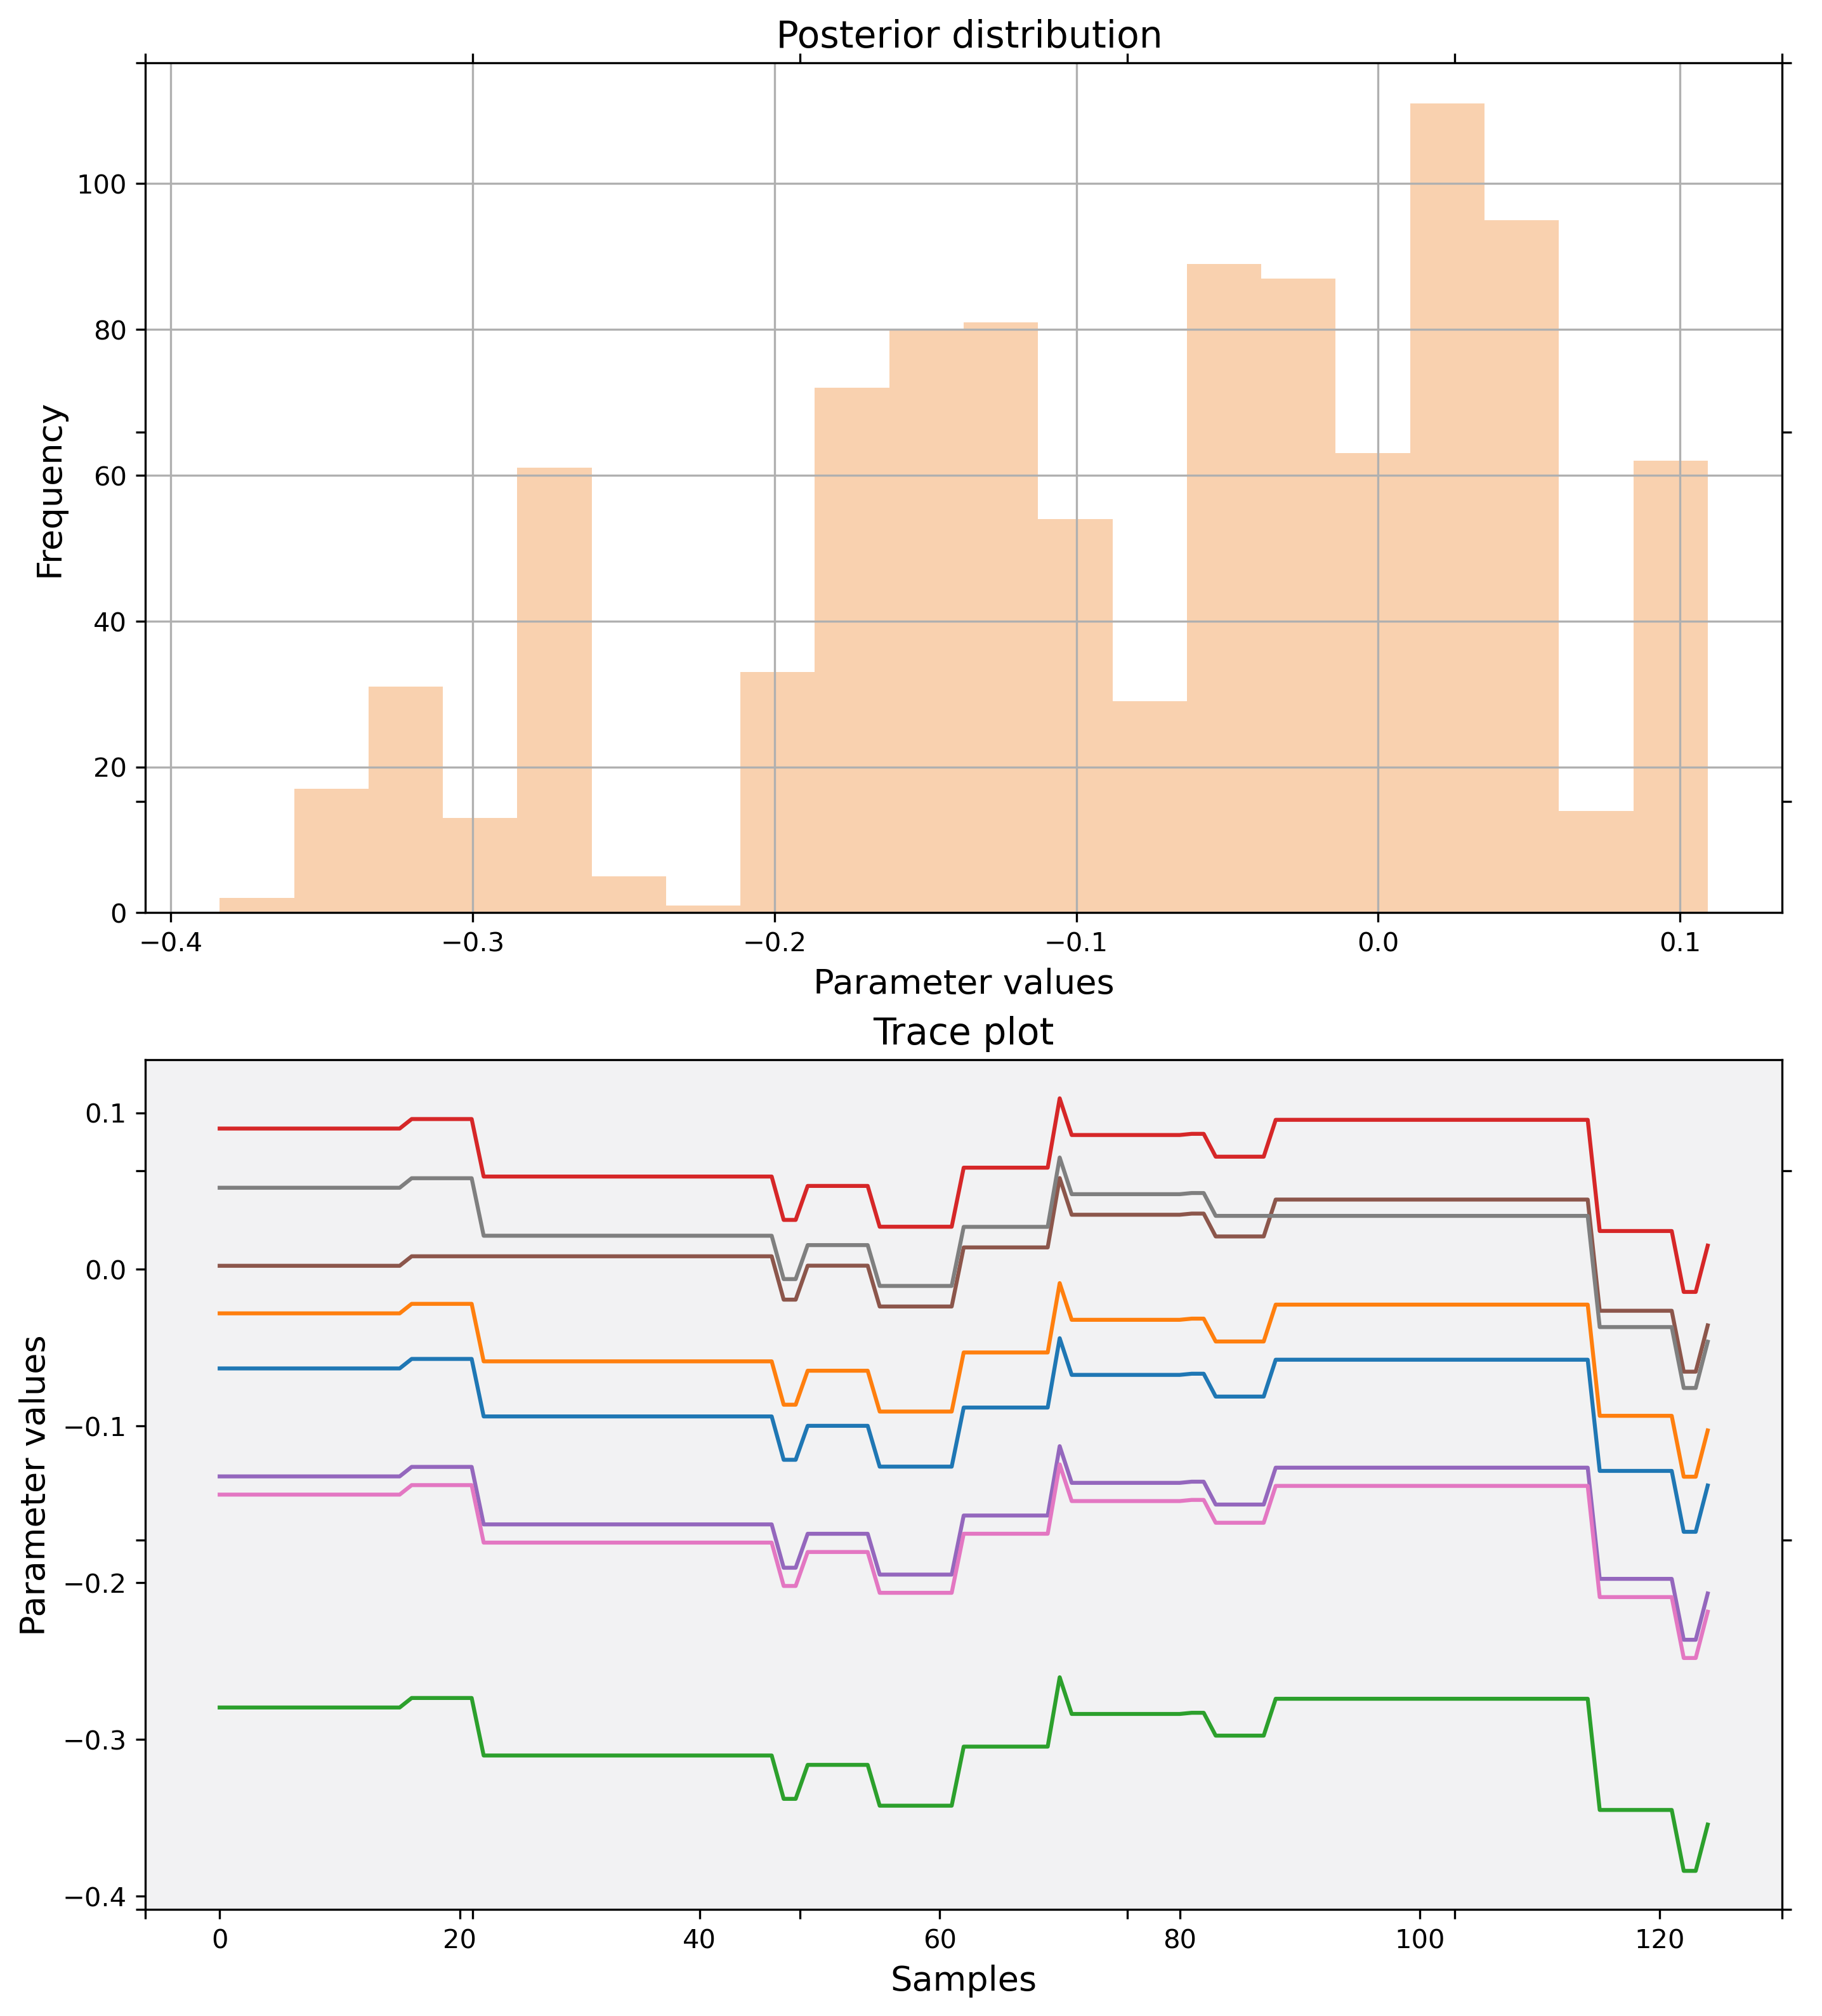 Posterior distribution
Frequency
100
80
60
40
20
0
−0.4 −0.3 −0.2 −0.1 0.0 0.1
Parameter values
Trace plot
Parameter values
0.1
0.0
−0.1
−0.2
−0.3
−0.4
0 20 40 60 80 100 120
Samples